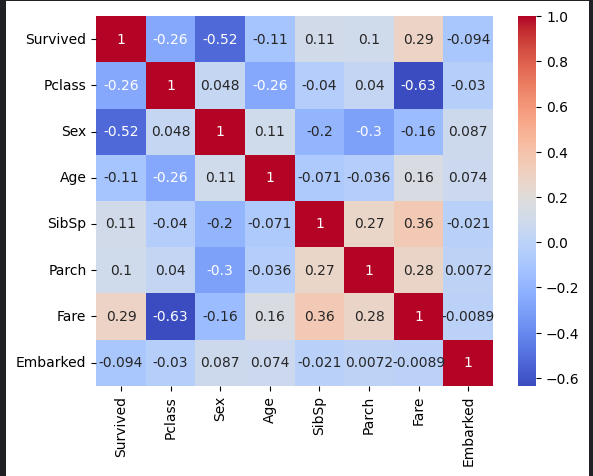 Survived 1 -0.26 -0.52 -0.11 0.11 0.1 0.29 -0.094
Pclass -0.26 1 0.048 -0.26 -0.04 0.04 -0.63 -0.03
Sex -0.52 0.048 1 0.11 -0.2 -0.3 -0.16 0.087
Age -0.11 -0.26 0.11 1 -0.071 -0.036 0.16 0.074
SibSp 0.11 -0.04 -0.2 -0.071 1 0.27 0.36 -0.021
Parch 0.1 0.04 -0.3 -0.036 0.27 1 0.28 0.0072
Fare 0.29 -0.63 -0.16 0.16 0.36 0.28 1 -0.0089
Embarked -0.094 -0.03 0.087 0.074 -0.021 0.0072 -0.0089 1
Survived Pclass Sex Age SibSp Parch Fare Embarked
1.0
0.8
0.6
0.4
0.2
0.0
−0.2
−0.4
−0.6